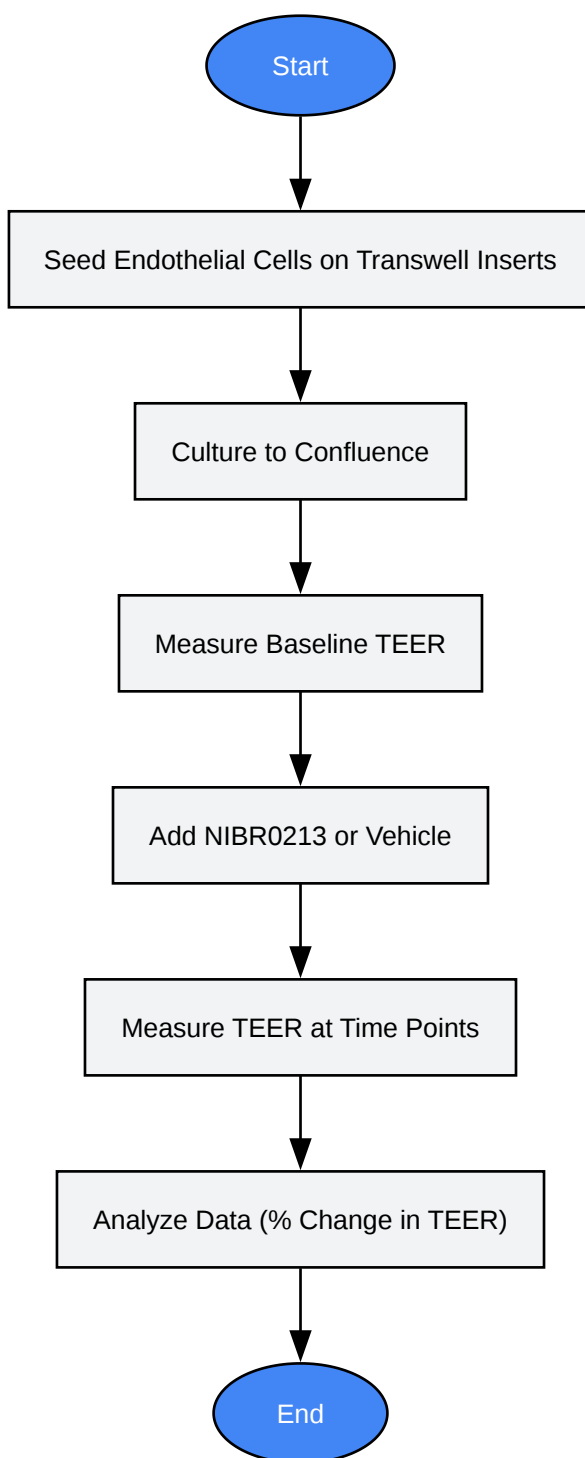 Start
Seed Endothelial Cells on Transwell Inserts
Culture to Confluence
Measure Baseline TEER
Add NIBR0213 or Vehicle
Measure TEER at Time Points
Analyze Data (% Change in TEER)
End